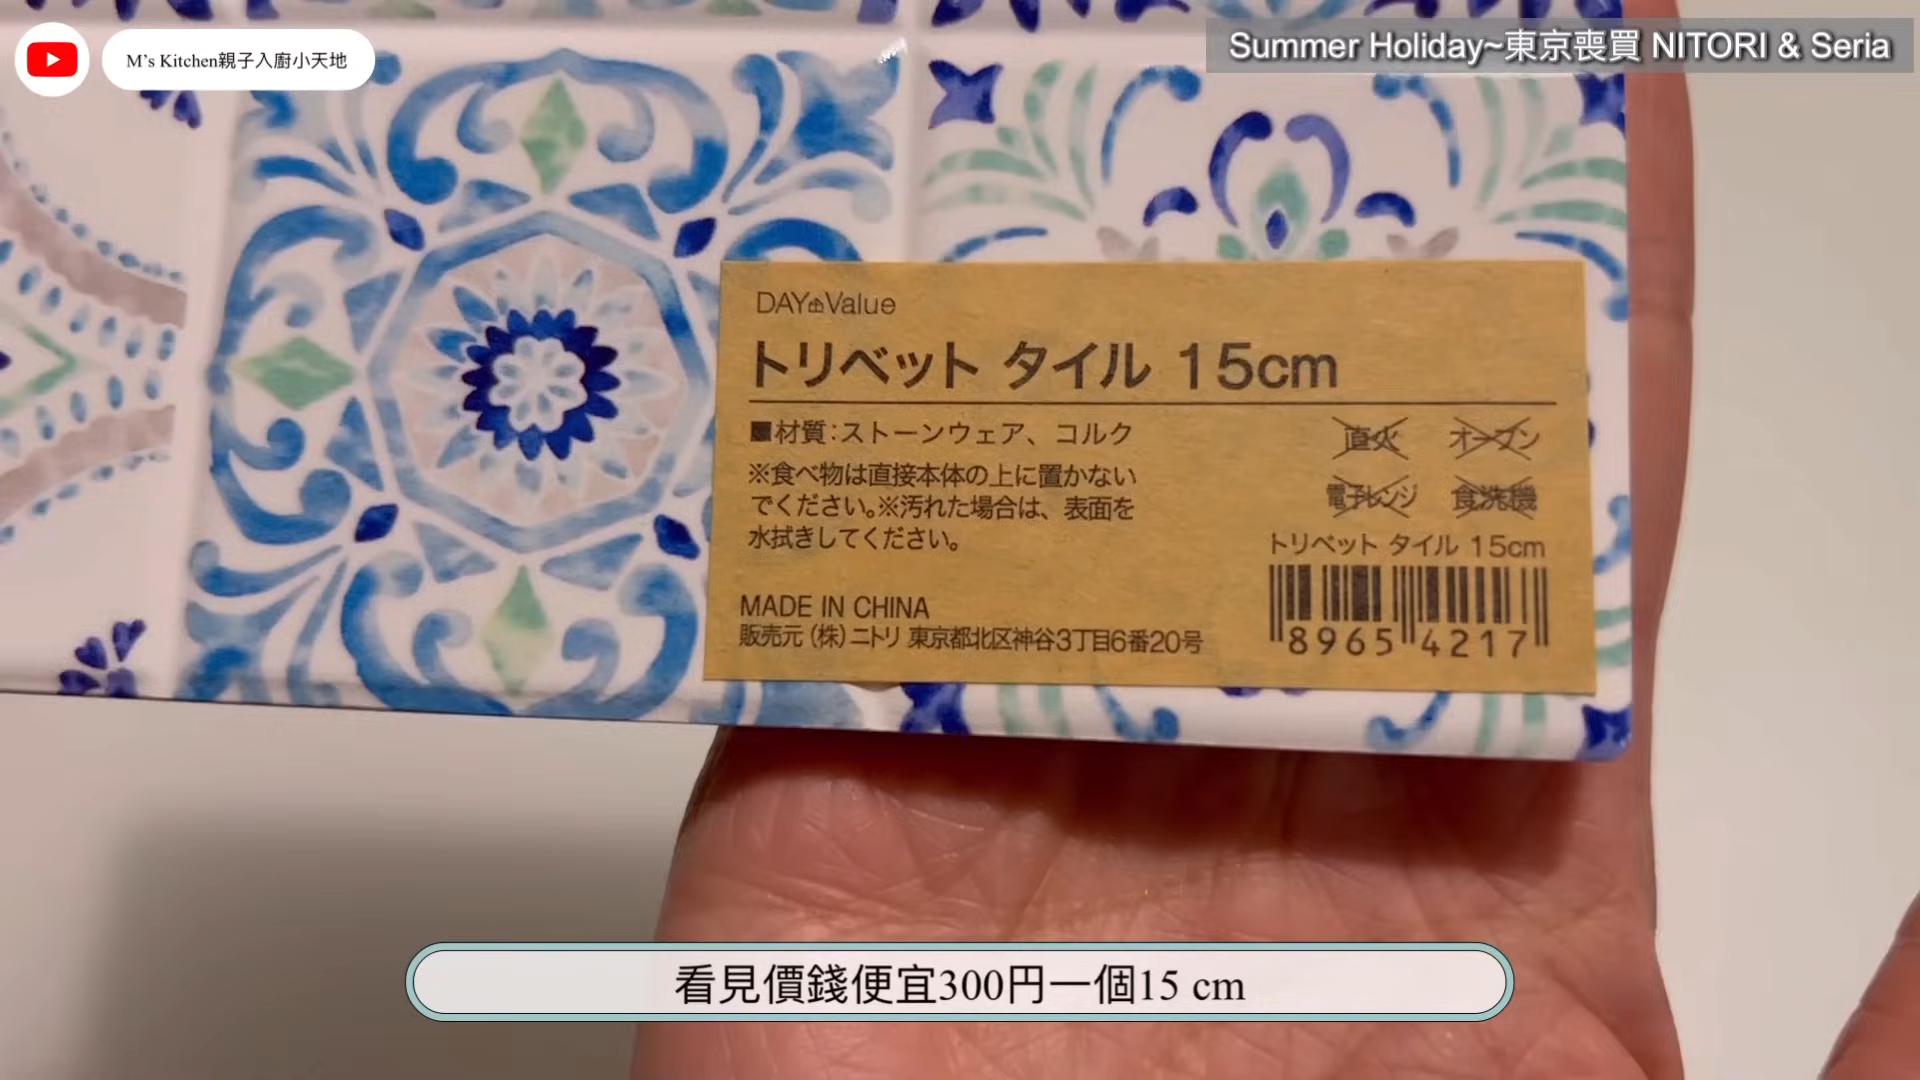 M's Kitchen親子入廚小天地
Summer Holiday~東京喪買 NITORI & Seria
DAY Value
トリベット タイル 15cm
■材質:ストーンウェア、コルク
※食べ物は直接本体の上に置かない
でください。※汚れた場合は、表面を
水拭きしてください。
直火 オーブン
電子レンジ 食洗機
トリベット タイル 15cm
89654217
MADE IN CHINA
販売元 (株) ニトリ 東京都北区神谷3丁目6番20号
看見價錢便宜300円一個15 cm